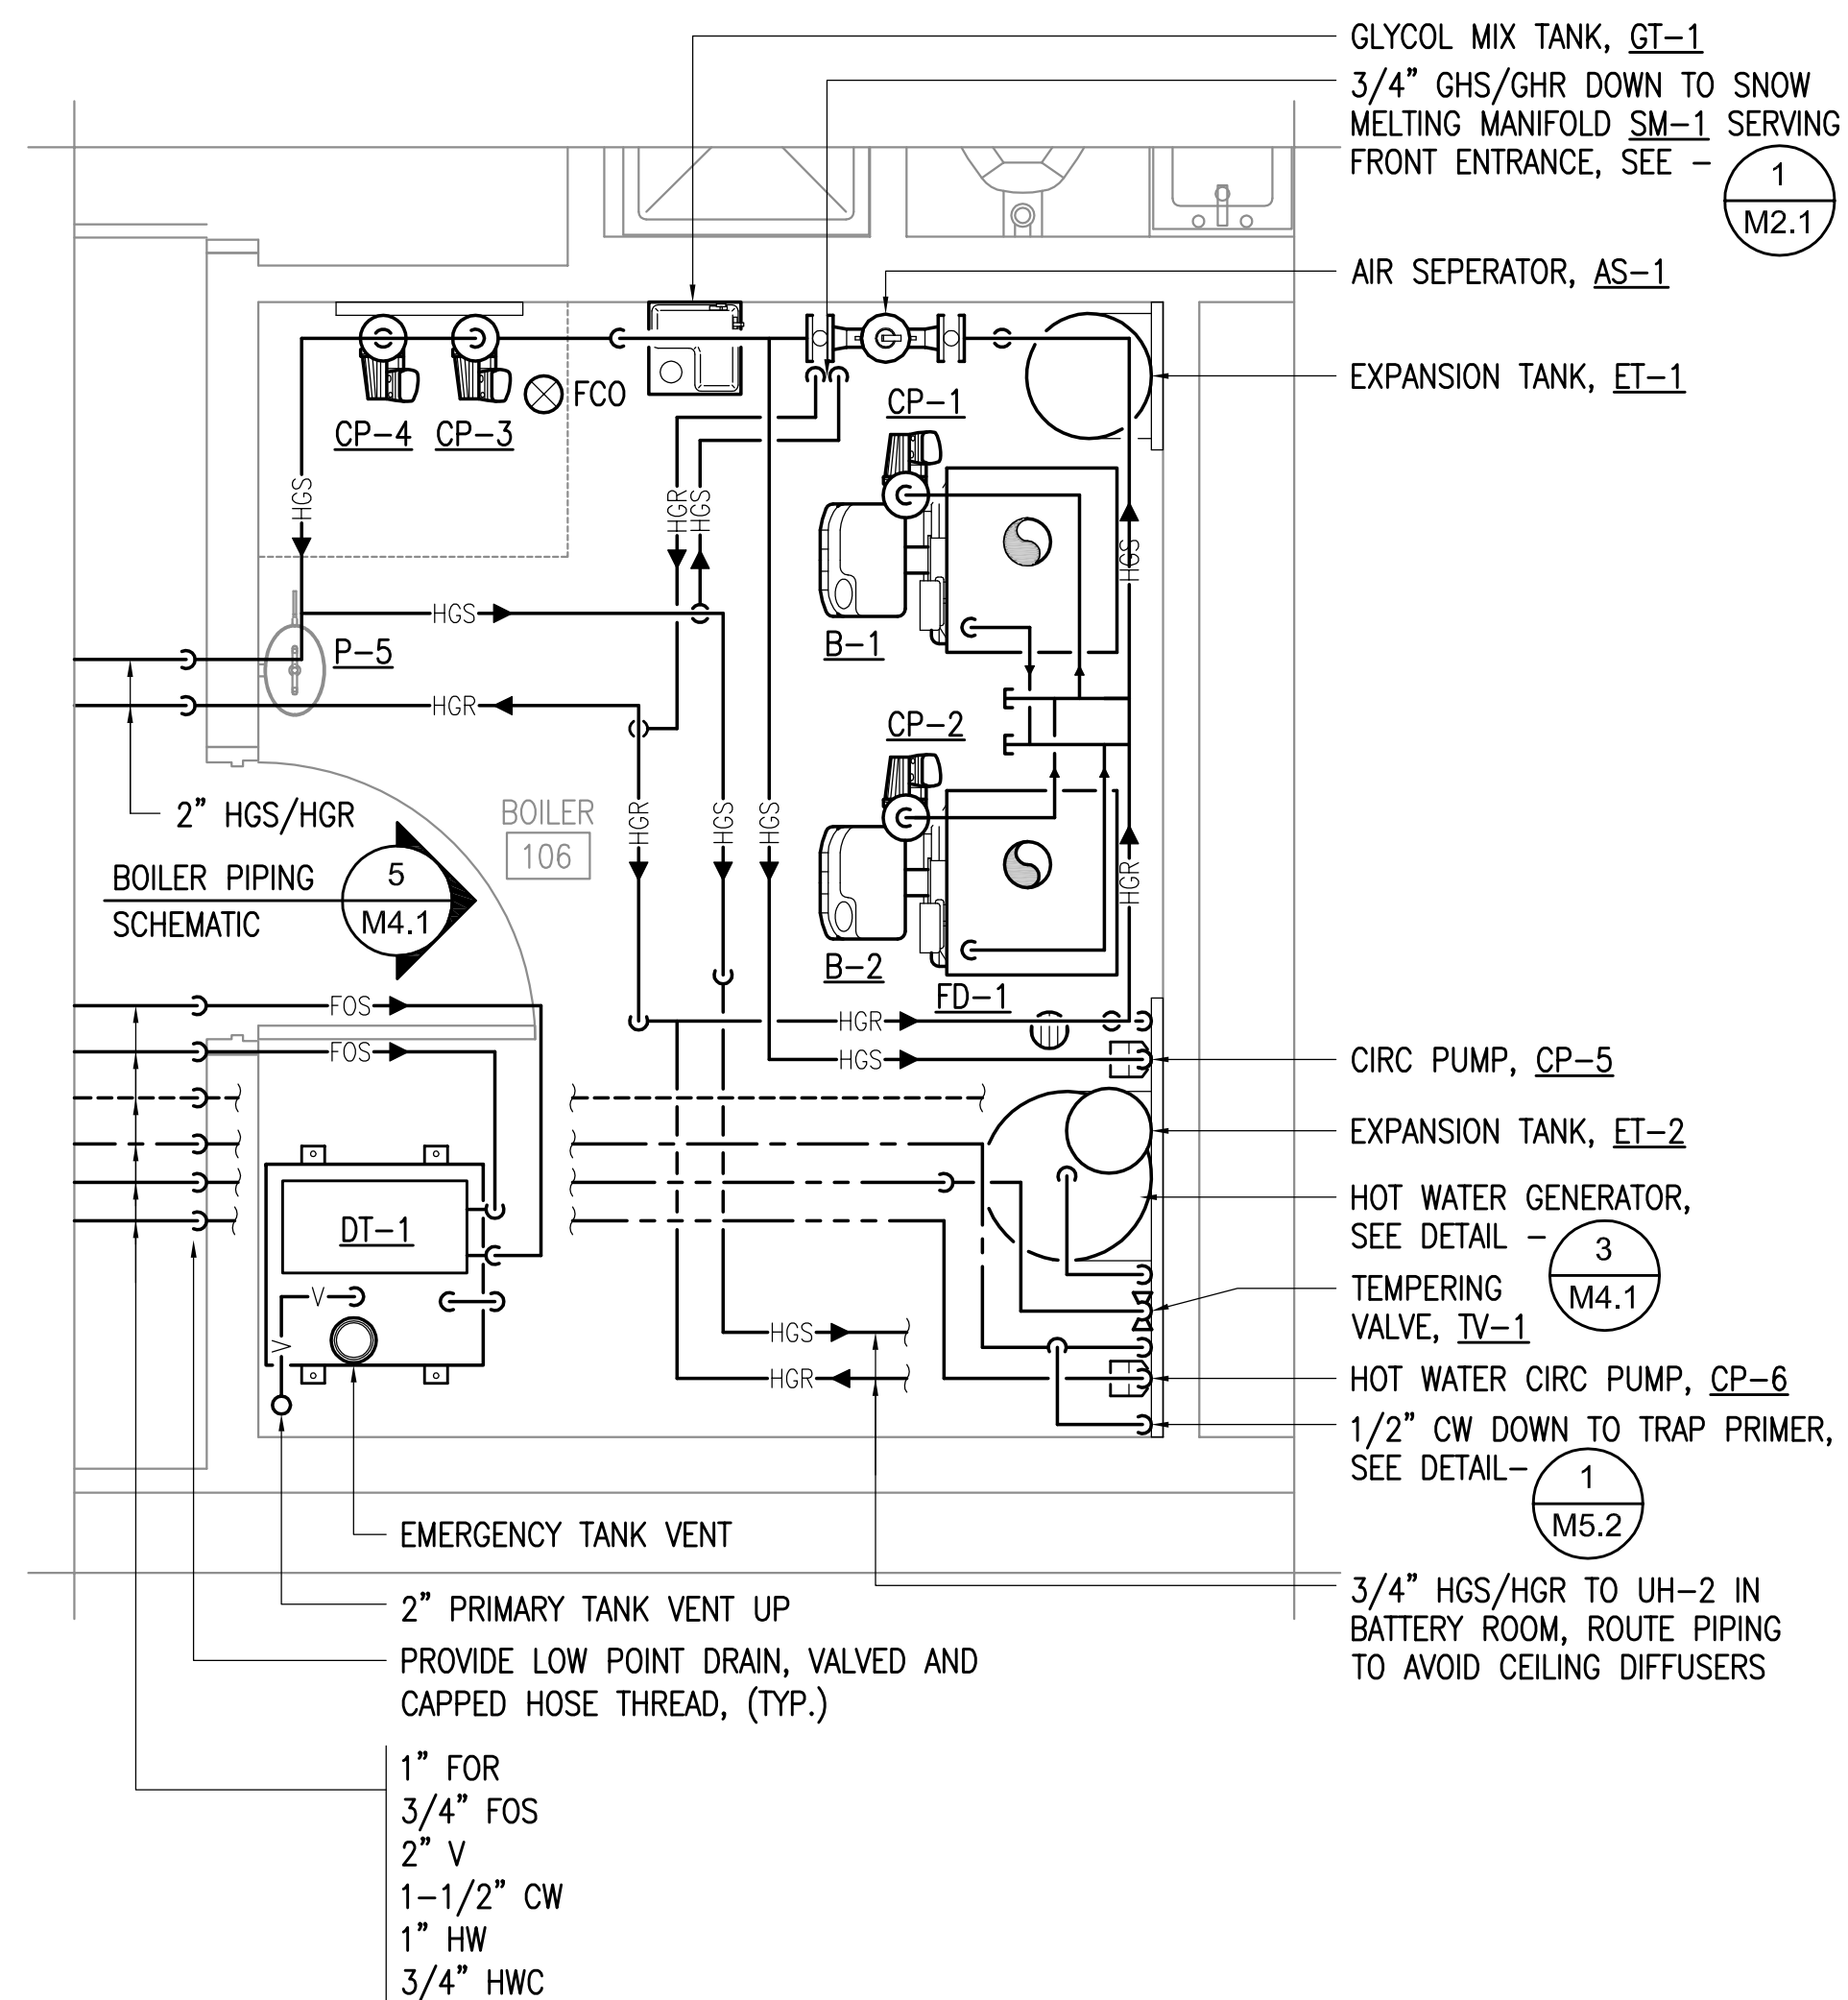 GLYCOL MIX TANK, GT-1
3/4" GHS/GHR DOWN TO SNOW
MELTING MANIFOLD SM-1 SERVING
FRONT ENTRANCE, SEE -
1
M2.1
AIR SEPERATOR, AS-1
EXPANSION TANK, ET-1
CP-4
CP-3
FCO
CP-1
HGS
HGR
HGS
HGS
HGS
B-1
P-5
HGR
CP-2
2" HGS/HGR
BOILER
106
HGR
HGS
HGS
HGR
BOILER PIPING
SCHEMATIC
5
M4.1
B-2
FD-1
FOS
HGR
FOS
HGS
CIRC PUMP, CP-5
EXPANSION TANK, ET-2
HOT WATER GENERATOR,
SEE DETAIL -
3
M4.1
DT-1
V
V
TEMPERING
VALVE, TV-1
HGS
HGR
HOT WATER CIRC PUMP, CP-6
1/2" CW DOWN TO TRAP PRIMER,
SEE DETAIL-
1
M5.2
EMERGENCY TANK VENT
2" PRIMARY TANK VENT UP
PROVIDE LOW POINT DRAIN, VALVED AND
CAPPED HOSE THREAD, (TYP.)
3/4" HGS/HGR TO UH-2 IN
BATTERY ROOM, ROUTE PIPING
TO AVOID CEILING DIFFUSERS
1" FOR
3/4" FOS
2" V
1-1/2" CW
1" HW
3/4" HWC